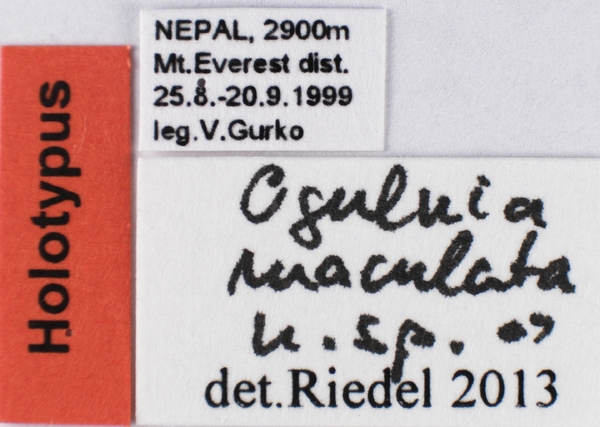 Holotypus
NEPAL, 2900m
Mt.Everest dist.
25.8.-20.9.1999
leg.V.Gurko
Ogulnia
maculata
n.sp.
det.Riedel 2013